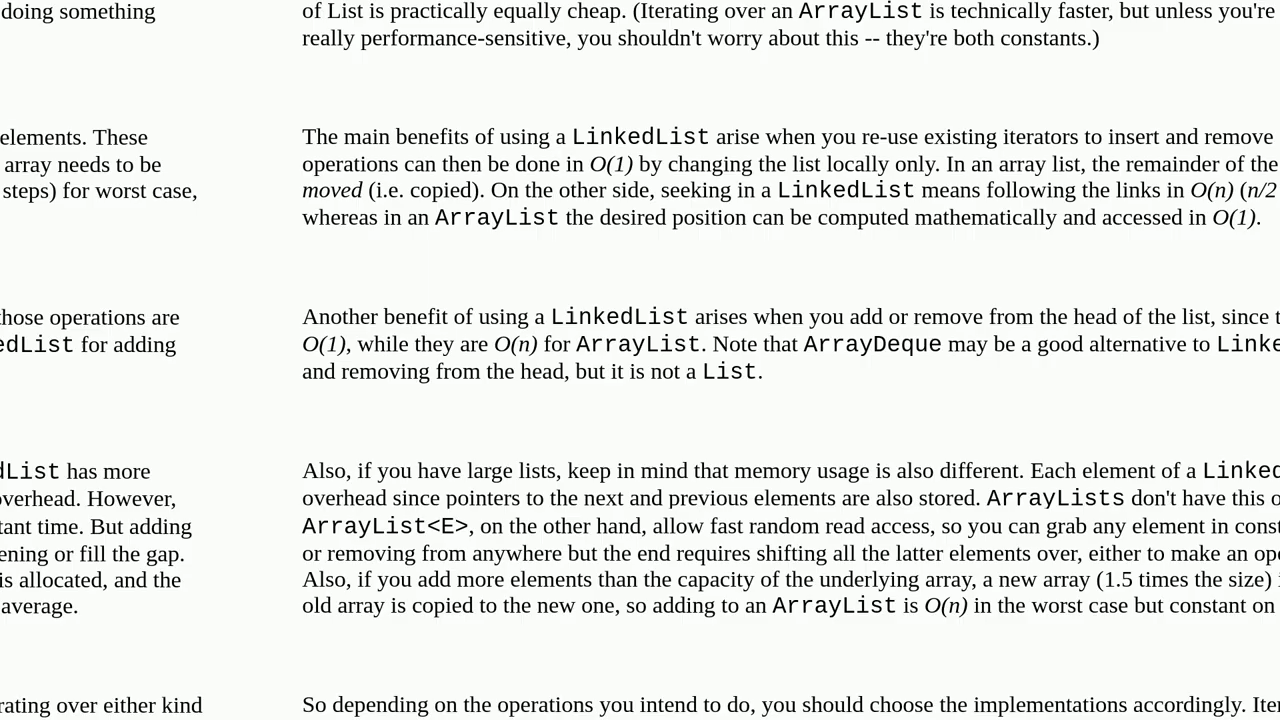 doing something
elements. These
array needs to be
steps) for worst case,
hose operations are
edList for adding
dList has more
overhead. However,
tant time. But adding
ening or fill the gap.
is allocated, and the
average.
rating over either kind
of List is practically equally cheap. (Iterating over an ArrayList is technically faster, but unless you're
really performance-sensitive, you shouldn't worry about this -- they're both constants.)
The main benefits of using a LinkedList arise when you re-use existing iterators to insert and remove
operations can then be done in O(1) by changing the list locally only. In an array list, the remainder of the
moved (i.e. copied). On the other side, seeking in a LinkedList means following the links in O(n) (n/2
whereas in an ArrayList the desired position can be computed mathematically and accessed in O(1).
Another benefit of using a LinkedList arises when you add or remove from the head of the list, since t
O(1), while they are O(n) for ArrayList. Note that ArrayDeque may be a good alternative to Linke
and removing from the head, but it is not a List.
Also, if you have large lists, keep in mind that memory usage is also different. Each element of a Linked
overhead since pointers to the next and previous elements are also stored. ArrayLists don't have this o
ArrayList<E>, on the other hand, allow fast random read access, so you can grab any element in const
or removing from anywhere but the end requires shifting all the latter elements over, either to make an ope
Also, if you add more elements than the capacity of the underlying array, a new array (1.5 times the size) i
old array is copied to the new one, so adding to an ArrayList is O(n) in the worst case but constant on
So depending on the operations you intend to do, you should choose the implementations accordingly. Iter